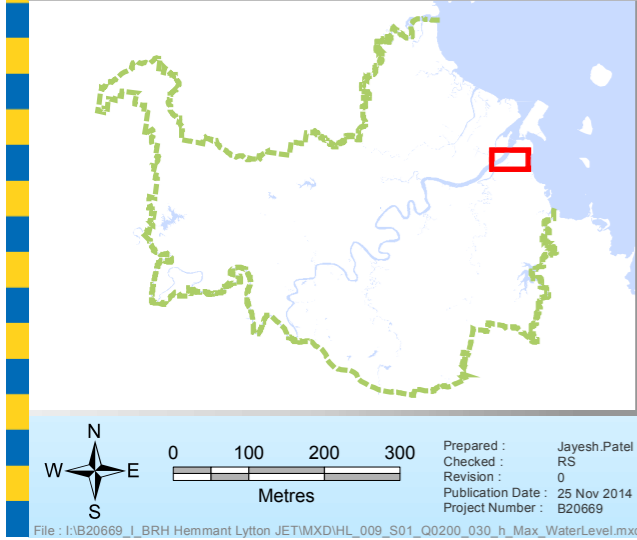 N
W E
S
0 100 200 300
Metres
Prepared : Jayesh.Patel
Checked : RS
Revision : 0
Publication Date : 25 Nov 2014
Project Number : B20669
File : I:\B20669_I_BRH Hemmant Lytton JET\MXD\HL_009_S01_Q0200_030_h_Max_WaterLevel.mxd